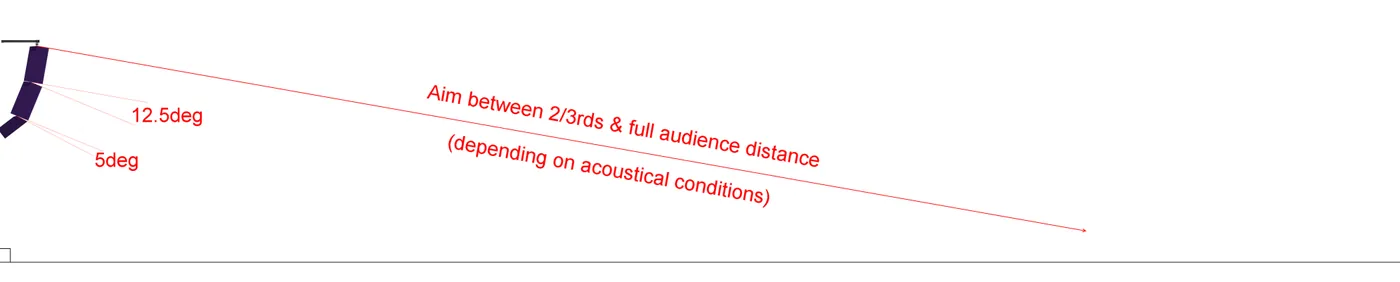 Aim between 2/3rds & full audience distance
(depending on acoustical conditions)
12.5deg
5deg